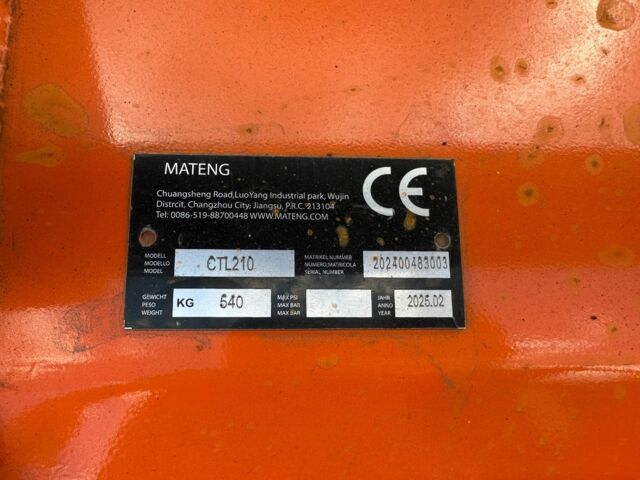 MATENG
Chuangsheng Road,LuoYang Industrial park, Wujin
Distrcit, Changzhou City; Jiangsu, P.R.C. 213104
Tel: 0086-519-88700448 WWW.MATENG.COM
CE
MODELL
MODELLO
MODEL
CTL210
MATRIKEL NUMMER
NUMERO,MATRICOLA
SERIAL NUMBER
202400483003
GEWICHT
PESO
WEIGHT
KG 540
MAX PSI
MAX BAR
MAX BAR
JAHR
ANNO
YEAR
2025.02